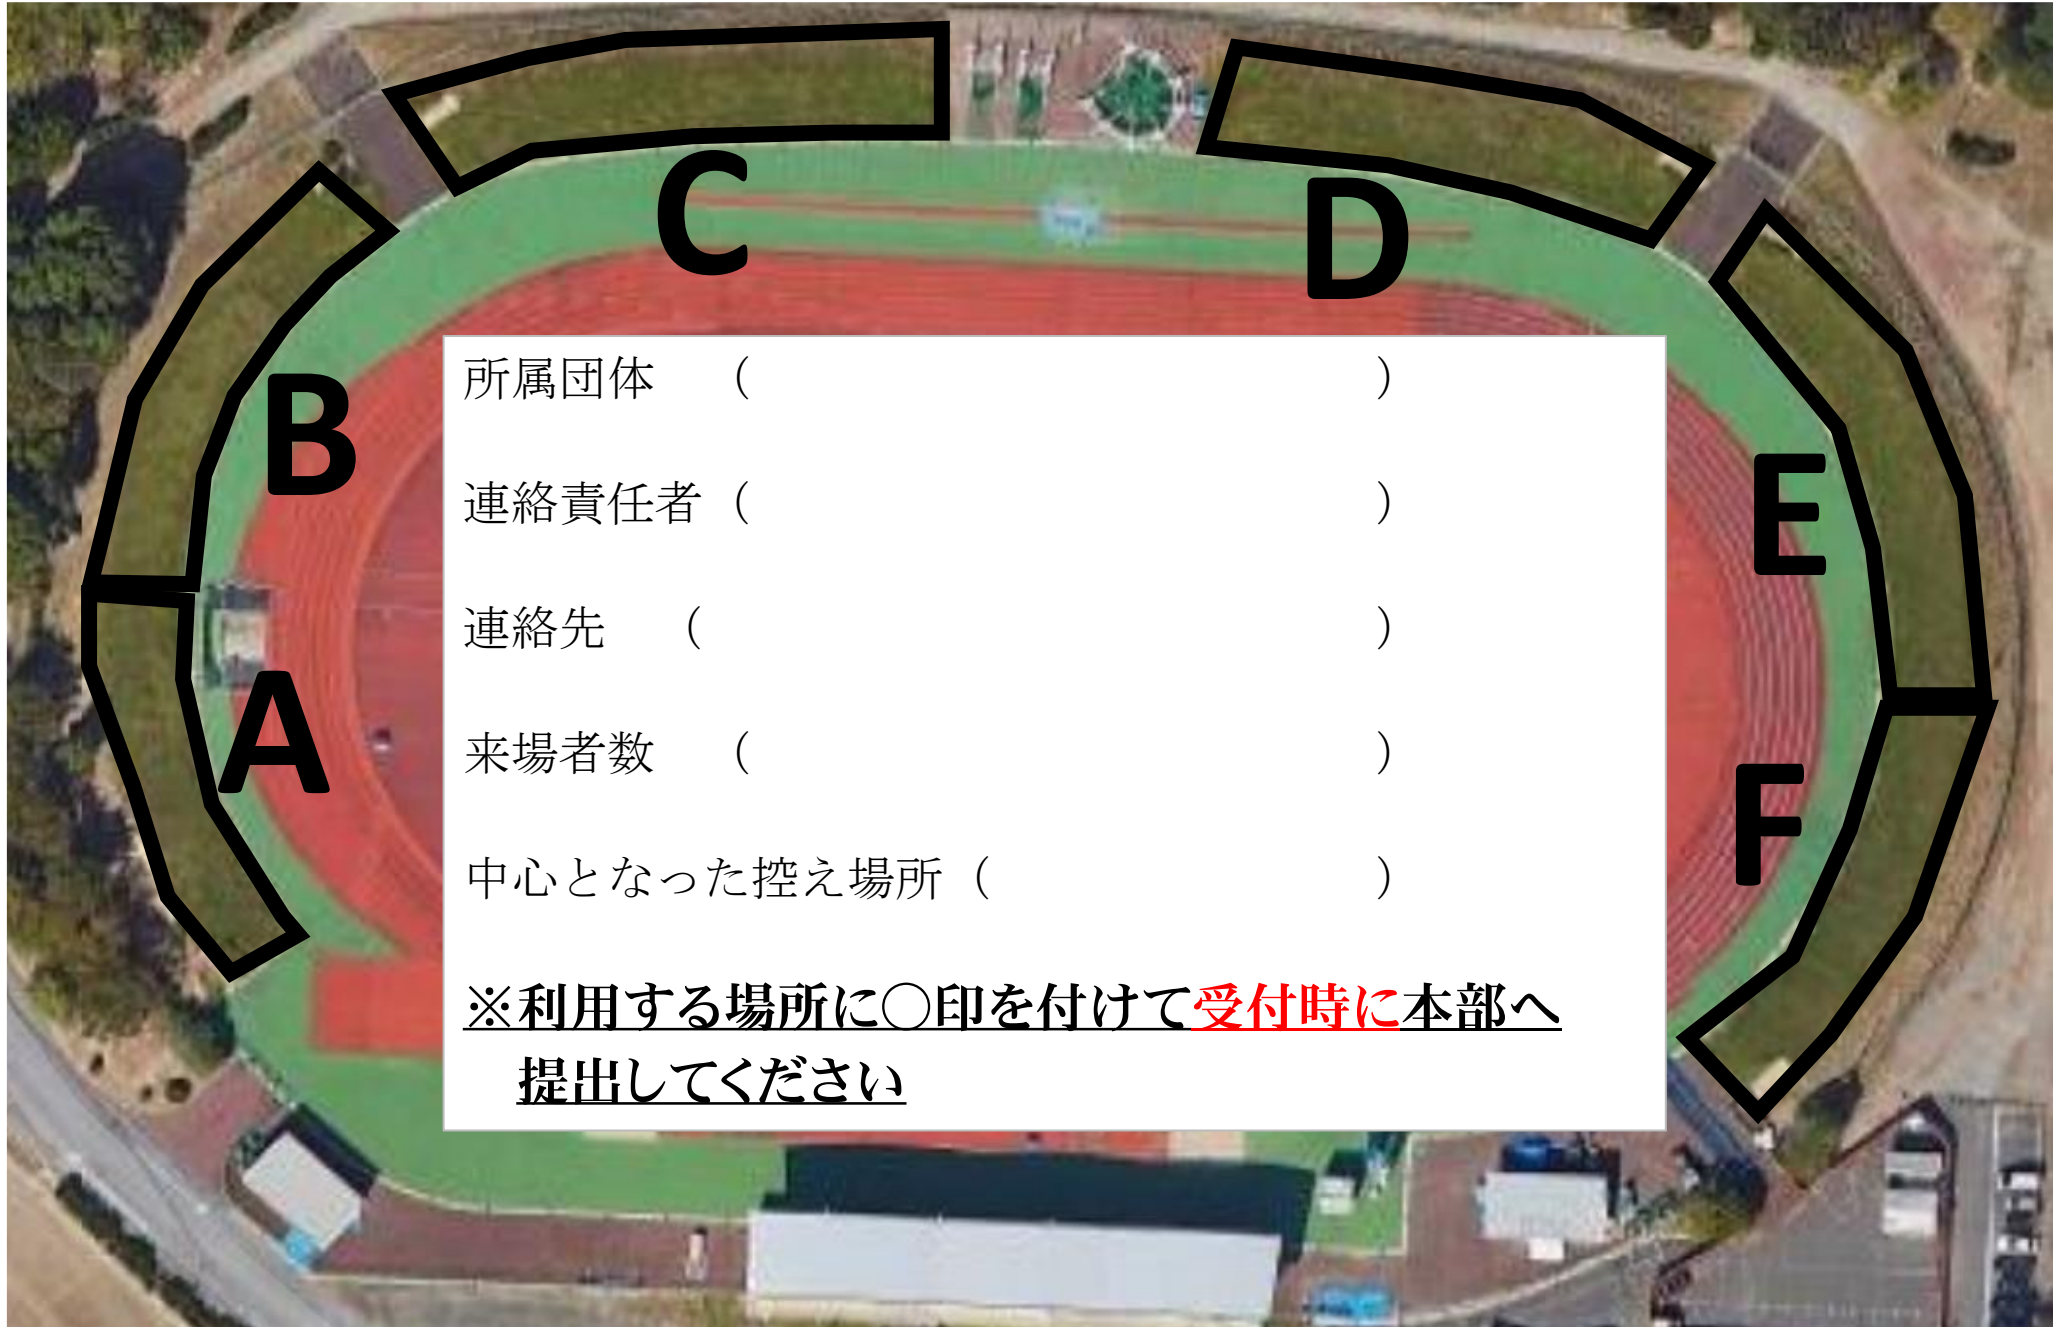 C
D
B
E
A
F
所属団体 （ ）
連絡責任者（ ）
連絡先 （ ）
来場者数 （ ）
中心となった控え場所（ ）
※利用する場所に○印を付けて受付時に本部へ
提出してください